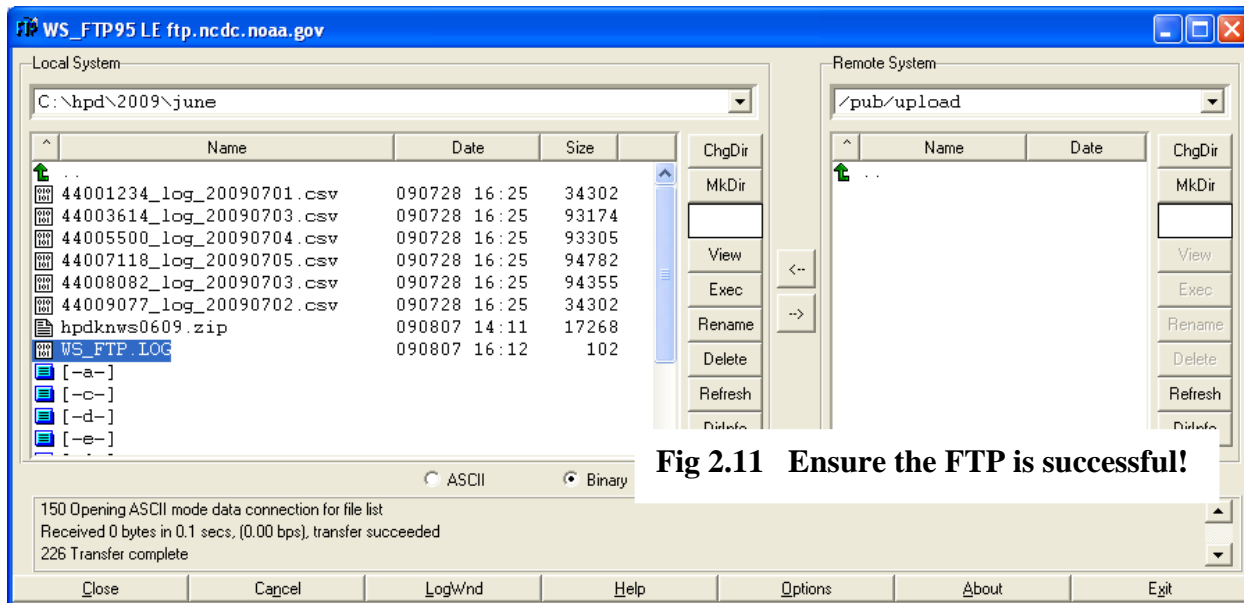 WS_FTP95 LE ftp.ncdc.noaa.gov
Local System
Remote System
C:\hpd\2009\june
/pub/upload
^ Name Date Size
^ Name Date
..
44001234_log_20090701.csv 090728 16:25 34302
44003614_log_20090703.csv 090728 16:25 93174
44005500_log_20090704.csv 090728 16:25 93305
44007118_log_20090705.csv 090728 16:25 94782
44008082_log_20090703.csv 090728 16:25 94355
44009077_log_20090702.csv 090728 16:25 34302
hpdknws0609.zip 090807 14:11 17268
WS_FTP.LOG 090807 16:12 102
[-a-]
[-c-]
[-d-]
[-e-]
ChgDir
MkDir
View
Exec
Rename
Delete
Refresh
DirInfo
<--
-->
..
ChgDir
MkDir
View
Exec
Rename
Delete
Refresh
DirInfo
Fig 2.11 Ensure the FTP is successful!
ASCII Binary
150 Opening ASCII mode data connection for file list
Received 0 bytes in 0.1 secs, (0.00 bps), transfer succeeded
226 Transfer complete
Close Cancel LogWnd Help Options About Exit